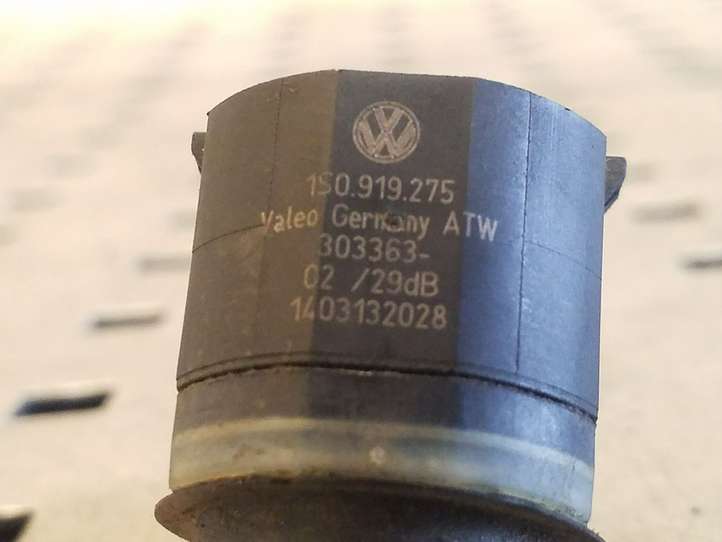 1S0.919.275
Valeo Germany ATW
303363-
02 /29dB
1403132028